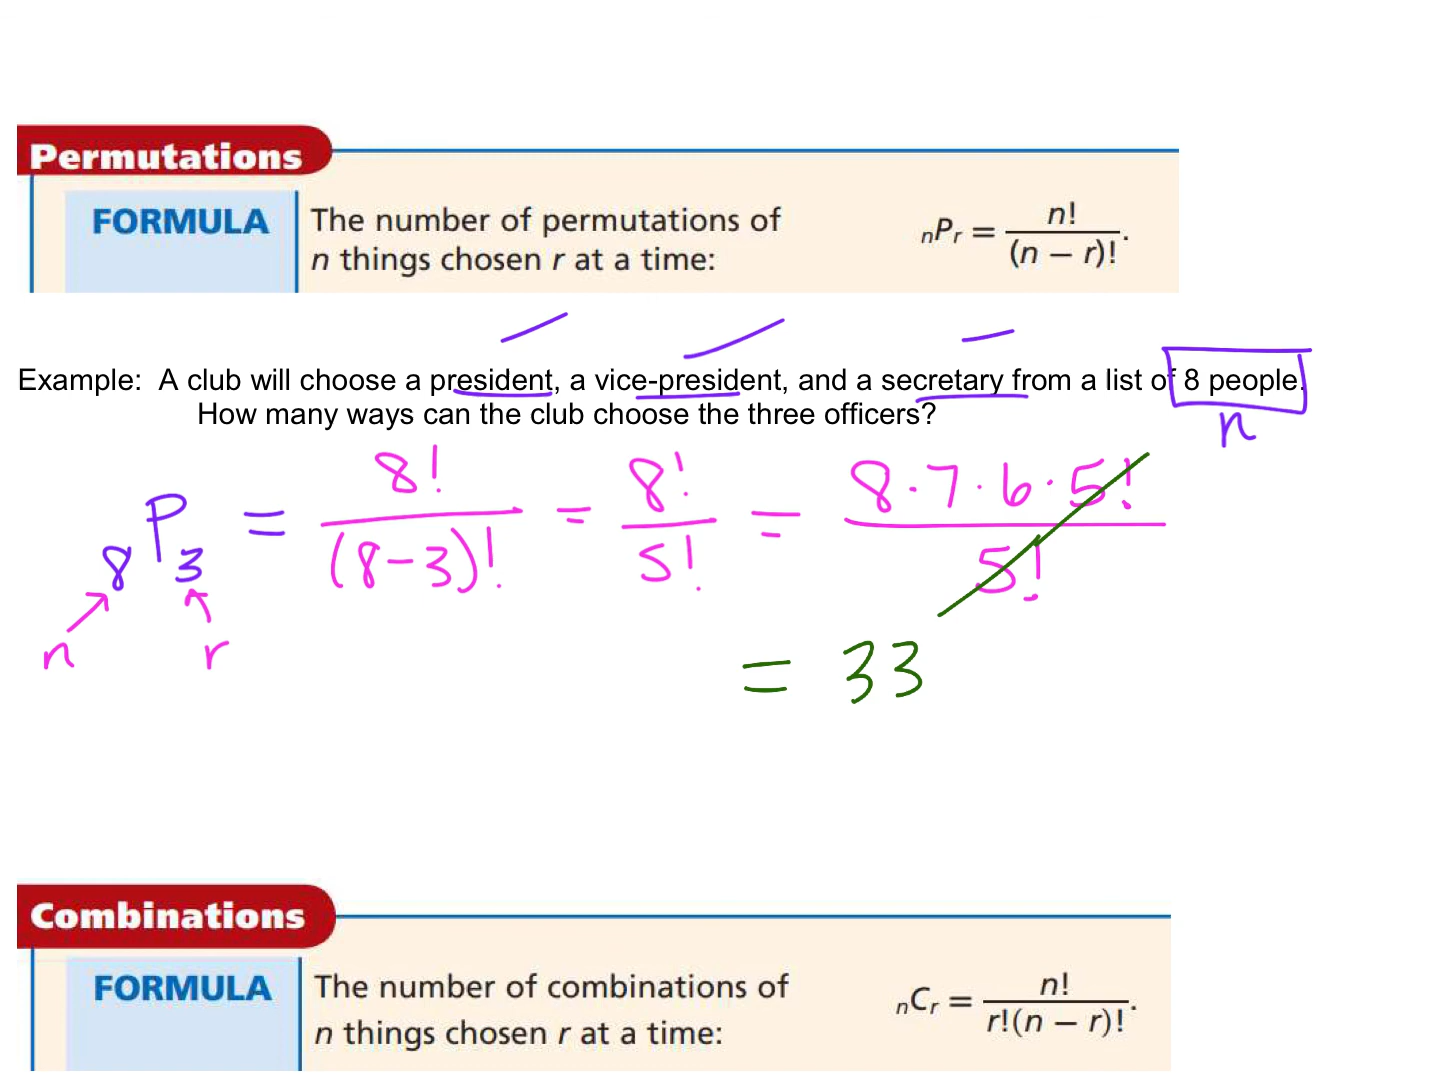 Permutations
FORMULA The number of permutations of n things chosen r at a time: nPr = n!/(n − r)!.
Example: A club will choose a president, a vice-president, and a secretary from a list of 8 people.
How many ways can the club choose the three officers?
n
8P3 = 8!/(8-3)! = 8!/5! = 8·7·6·5!/5!
n r
= 33
Combinations
FORMULA The number of combinations of n things chosen r at a time: nCr = n!/r!(n − r)!.